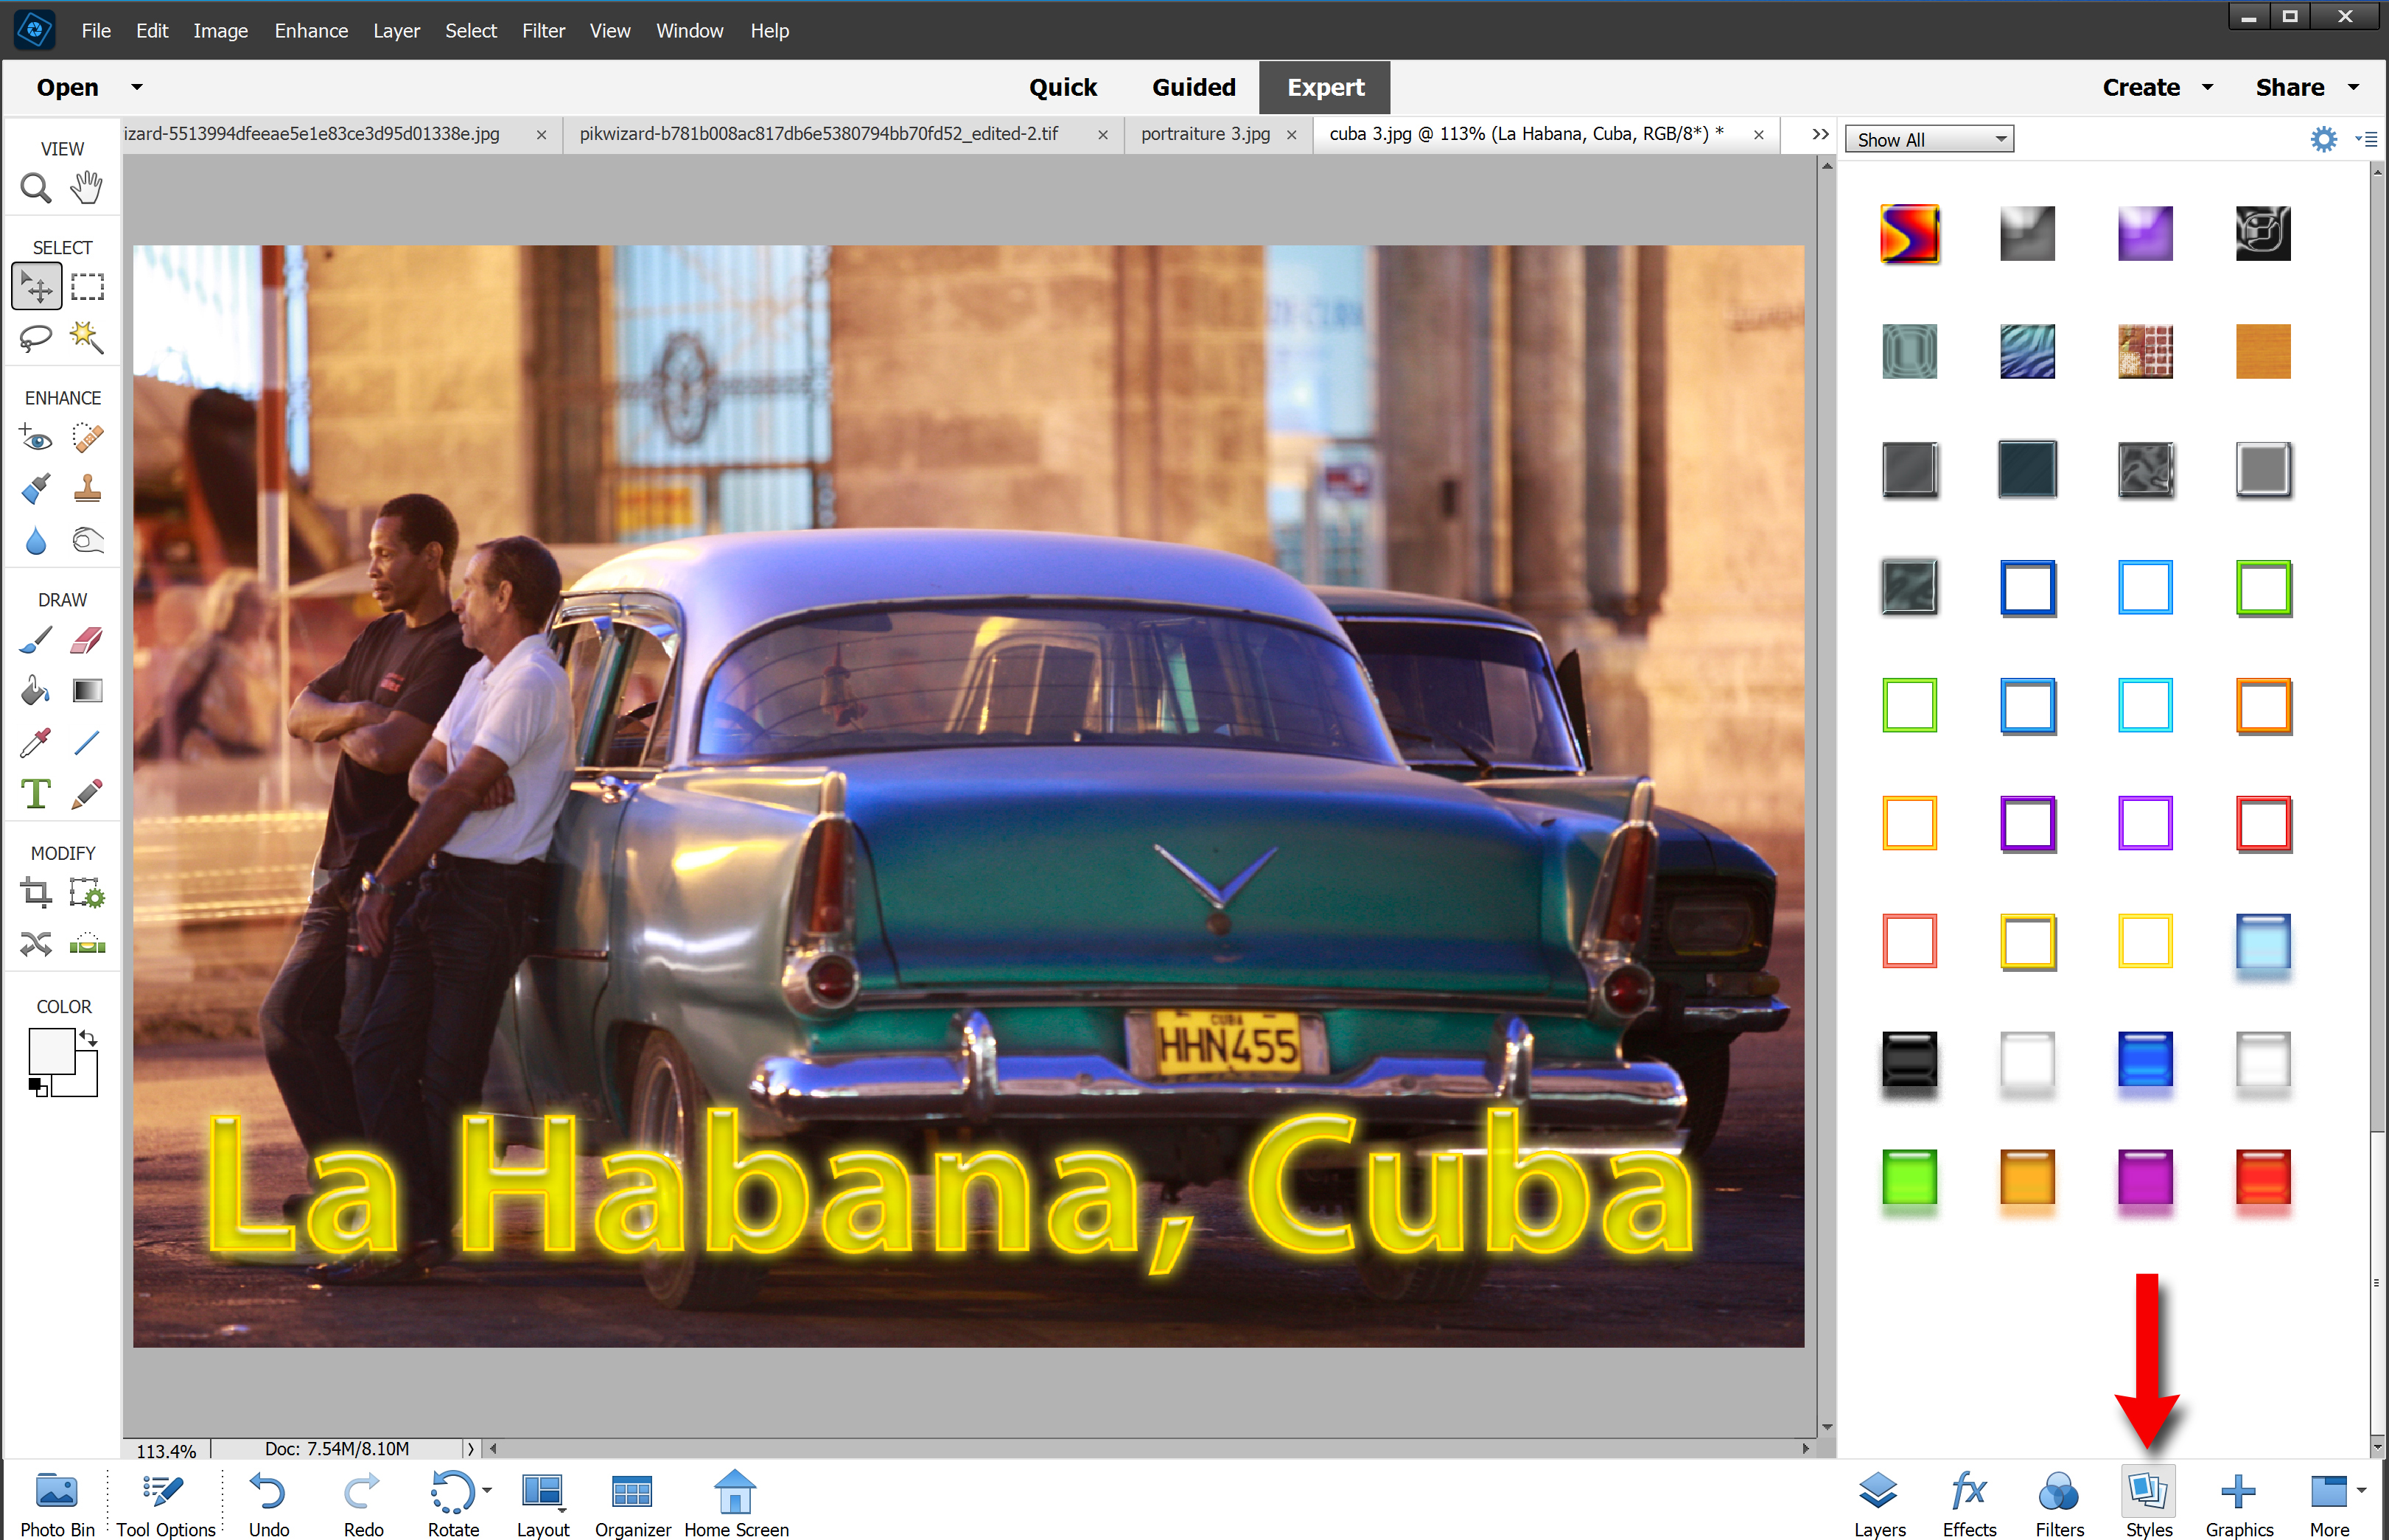 File Edit Image Enhance Layer Select Filter View Window Help
Open Quick Guided Expert Create Share
izard-5513994dfeeae5e1e83ce3d95d01338e.jpg × pikwizard-b781b008ac817db6e5380794bb70fd52_edited-2.tif × portraiture 3.jpg × cuba 3.jpg @ 113% (La Habana, Cuba, RGB/8*) * × >>
Show All
VIEW
SELECT
ENHANCE
DRAW
MODIFY
COLOR
CUBA
HHN455
La Habana, Cuba
113.4% Doc: 7.54M/8.10M
Photo Bin Tool Options Undo Redo Rotate Layout Organizer Home Screen Layers Effects Filters Styles Graphics More